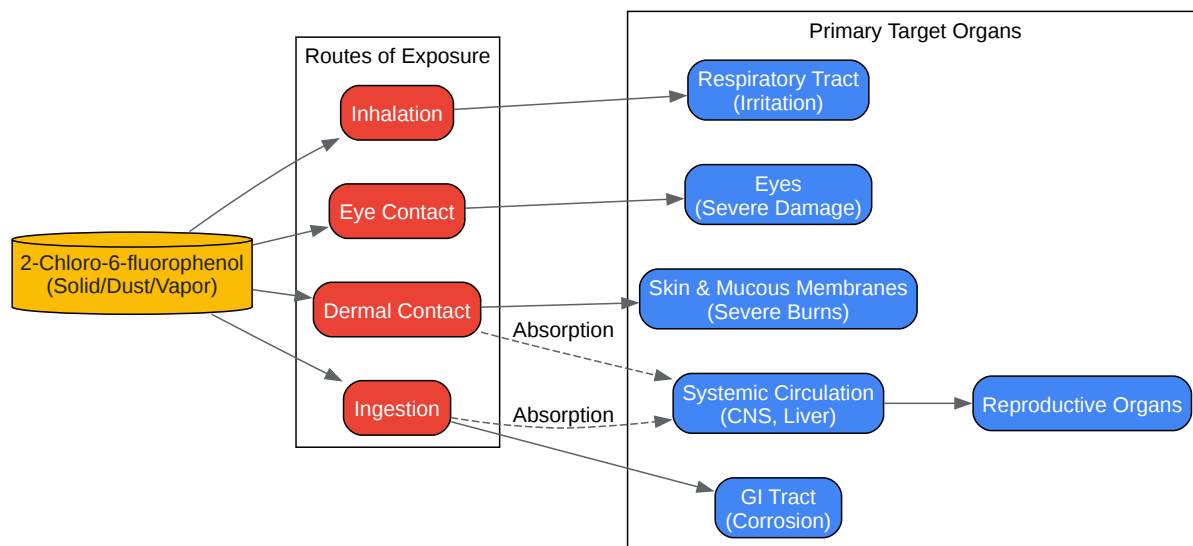 Primary Target Organs
Routes of Exposure
Respiratory Tract
(Irritation)
Inhalation
Eyes
(Severe Damage)
Eye Contact
2-Chloro-6-fluorophenol
(Solid/Dust/Vapor)
Skin & Mucous Membranes
(Severe Burns)
Dermal Contact
Absorption
Systemic Circulation
(CNS, Liver)
Reproductive Organs
Ingestion
Absorption
GI Tract
(Corrosion)